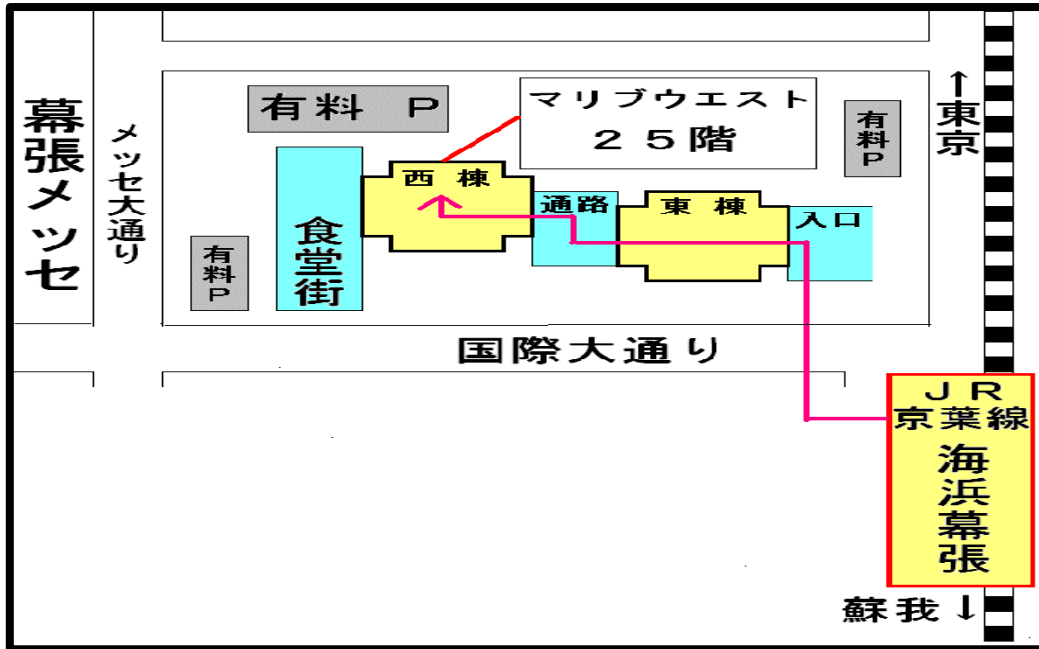 幕張メッセ
メッセ大通り
有料 P
マリブウエスト
25階
有料P
↑東京
西棟
通路
東棟
入口
食堂街
有料P
国際大通り
JR
京葉線
海浜幕張
蘇我↓